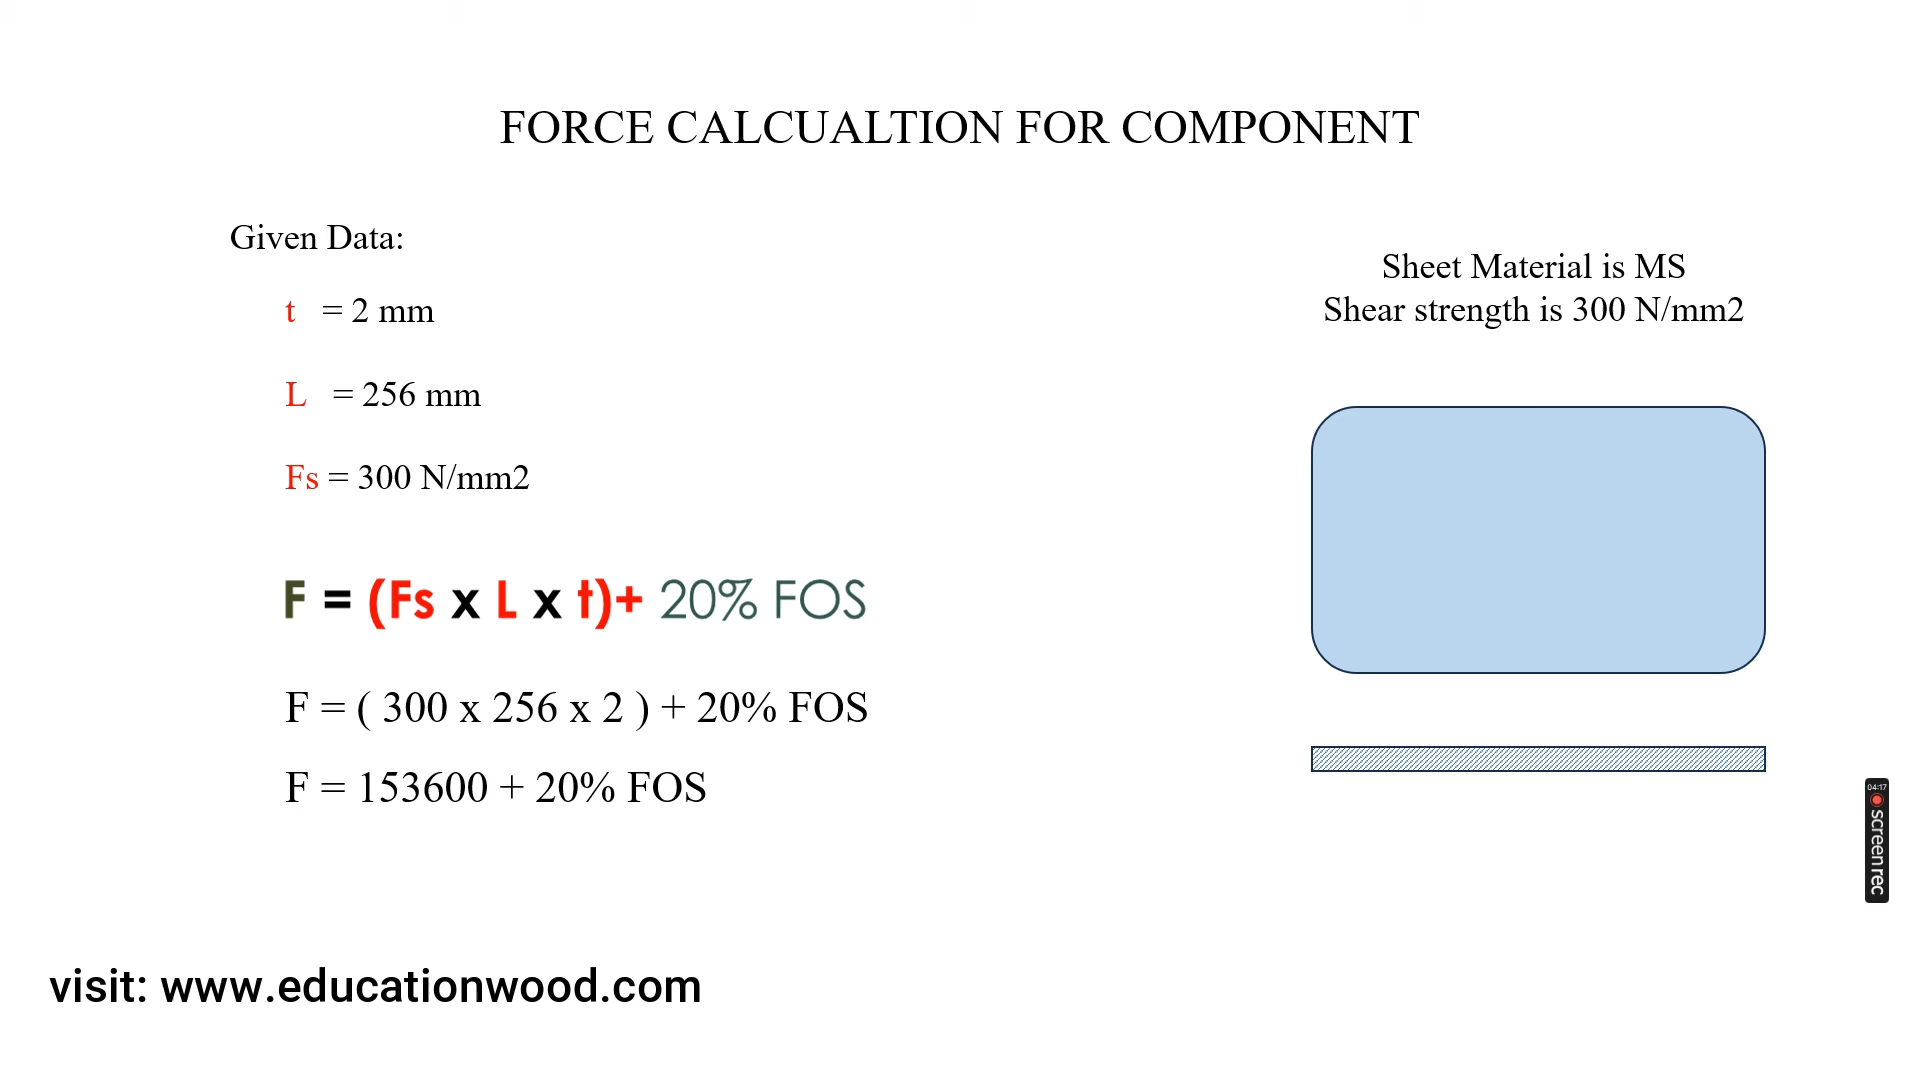 FORCE CALCUALTION FOR COMPONENT
Given Data:
t = 2 mm
L = 256 mm
Fs = 300 N/mm2
F = (Fs x L x t)+ 20% FOS
F = ( 300 x 256 x 2 ) + 20% FOS
F = 153600 + 20% FOS
Sheet Material is MS
Shear strength is 300 N/mm2
04:17
screenrec
visit: www.educationwood.com